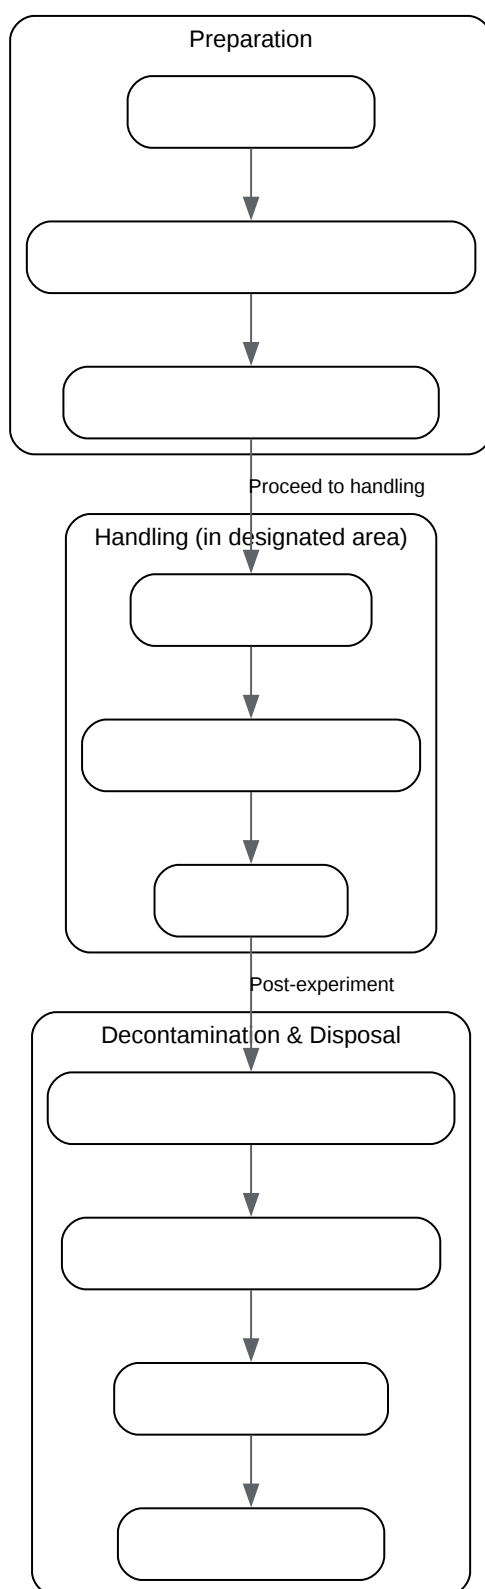 Preparation
Proceed to handling
Handling (in designated area)
Post-experiment
Decontamination & Disposal